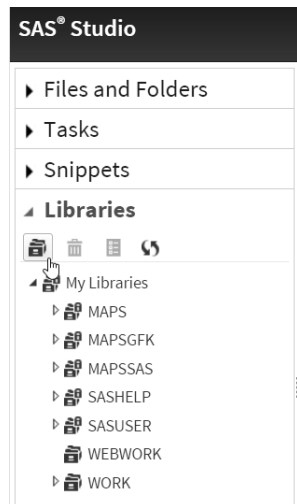 SAS® Studio
Files and Folders
Tasks
Snippets
Libraries
My Libraries
MAPS
MAPSGFK
MAPSSAS
SASHELP
SASUSER
WEBWORK
WORK